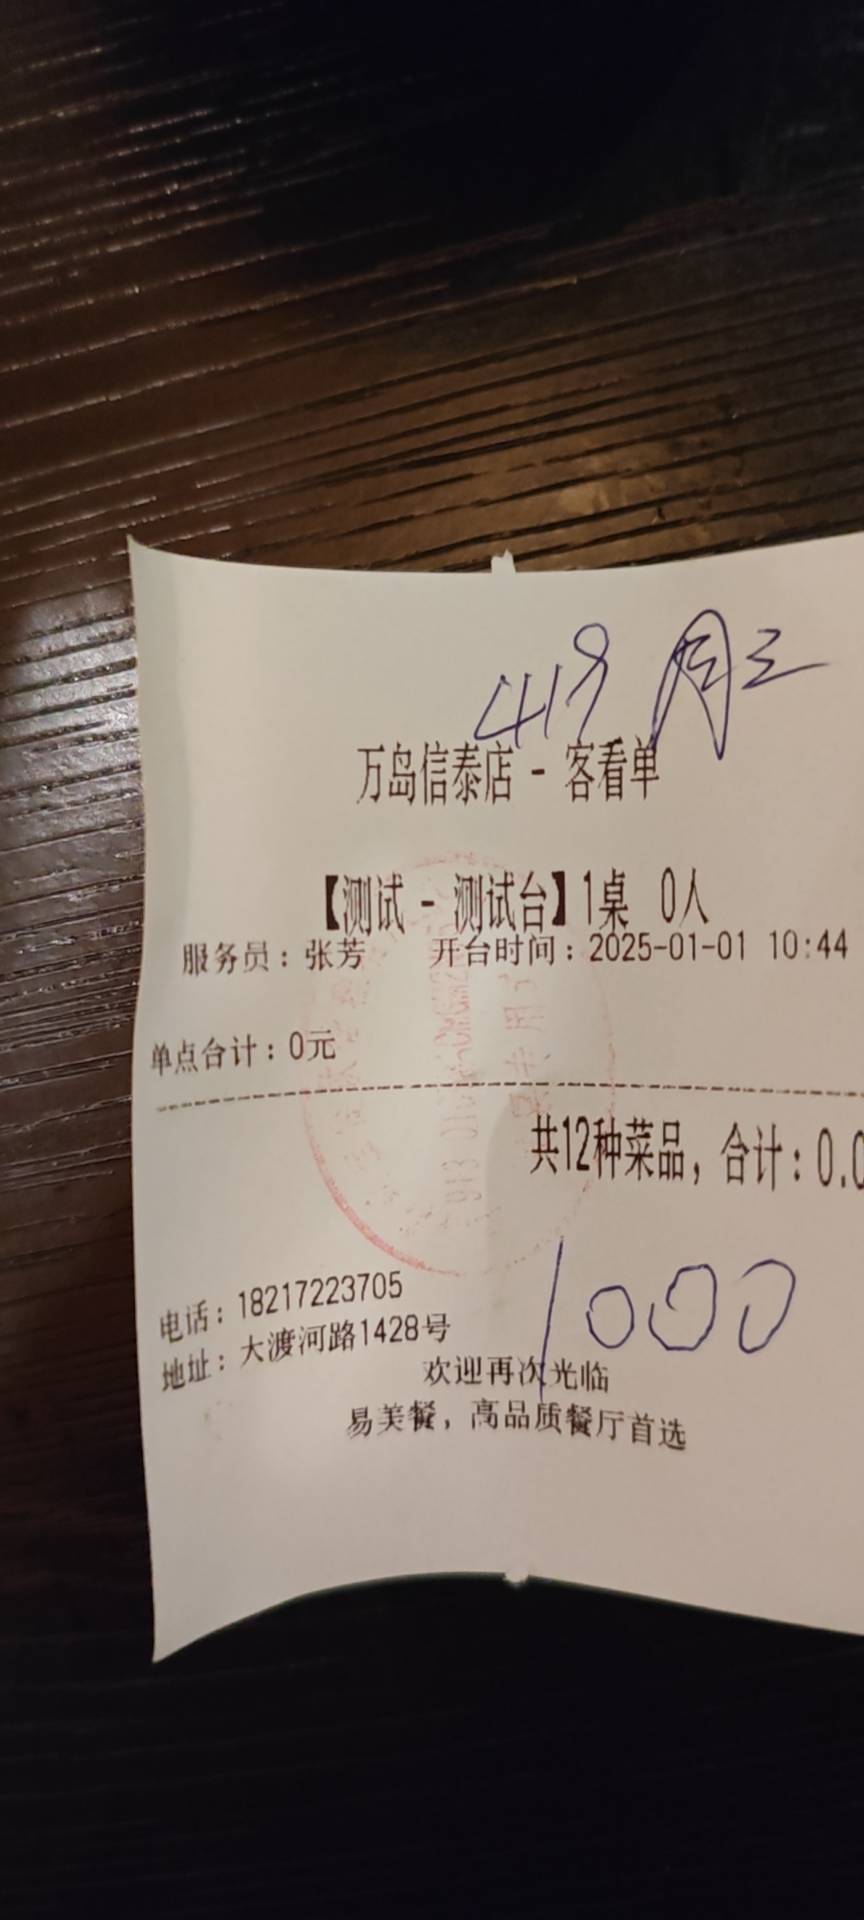 419 周三
万岛信泰店 - 客看单
【测试 - 测试台】1桌 0人
服务员：张芳 开台时间：2025-01-01 10:44
单点合计：0元
共12种菜品，合计：0.0
1000
电话：18217223705
地址：大渡河路1428号
欢迎再次光临
易美餐，高品质餐厅首选